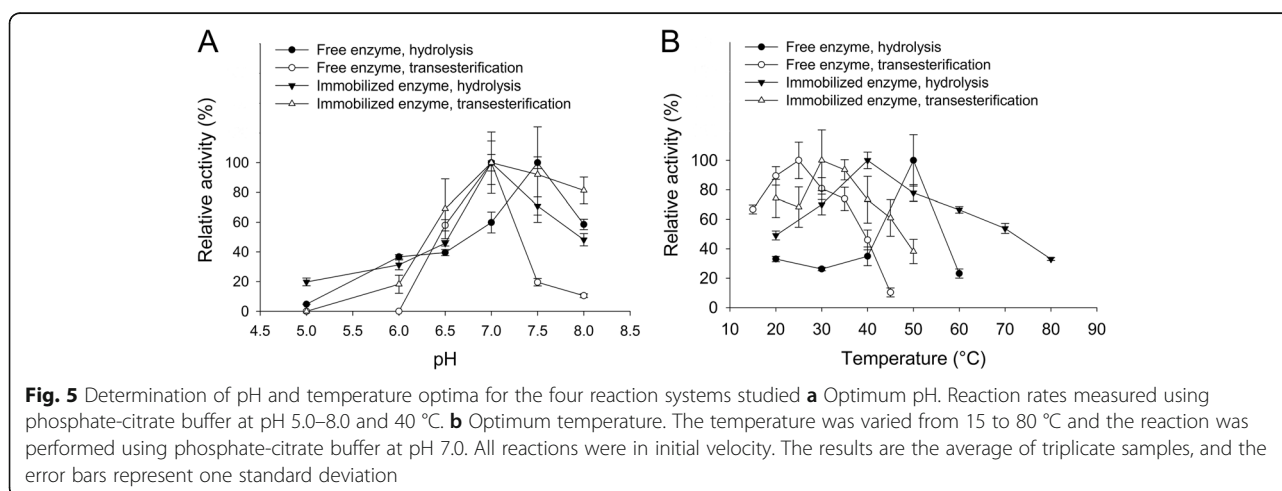 A
Free enzyme, hydrolysis
Free enzyme, transesterification
Immobilized enzyme, hydrolysis
Immobilized enzyme, transesterification
Relative activity (%)
100
80
60
40
20
0
4.5 5.0 5.5 6.0 6.5 7.0 7.5 8.0 8.5
pH
B
Free enzyme, hydrolysis
Free enzyme, transesterification
Immobilized enzyme, hydrolysis
Immobilized enzyme, transesterification
Relative activity (%)
100
80
60
40
20
0
10 20 30 40 50 60 70 80 90
Temperature (°C)
Fig. 5 Determination of pH and temperature optima for the four reaction systems studied a Optimum pH. Reaction rates measured using
phosphate-citrate buffer at pH 5.0–8.0 and 40 °C. b Optimum temperature. The temperature was varied from 15 to 80 °C and the reaction was
performed using phosphate-citrate buffer at pH 7.0. All reactions were in initial velocity. The results are the average of triplicate samples, and the
error bars represent one standard deviation